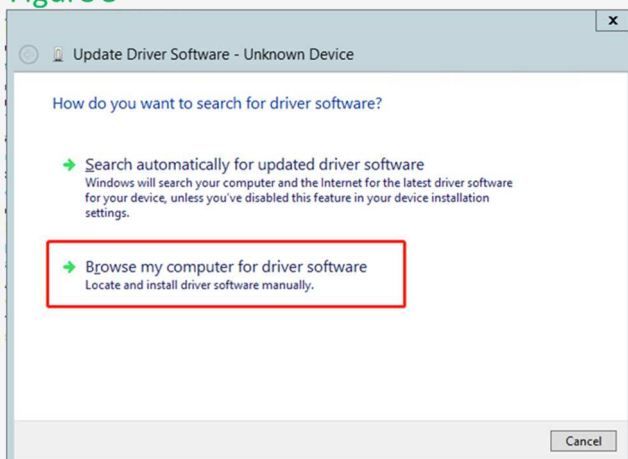 x
Update Driver Software - Unknown Device
How do you want to search for driver software?
Search automatically for updated driver software
Windows will search your computer and the Internet for the latest driver software
for your device, unless you've disabled this feature in your device installation
settings.
Browse my computer for driver software
Locate and install driver software manually.
Cancel